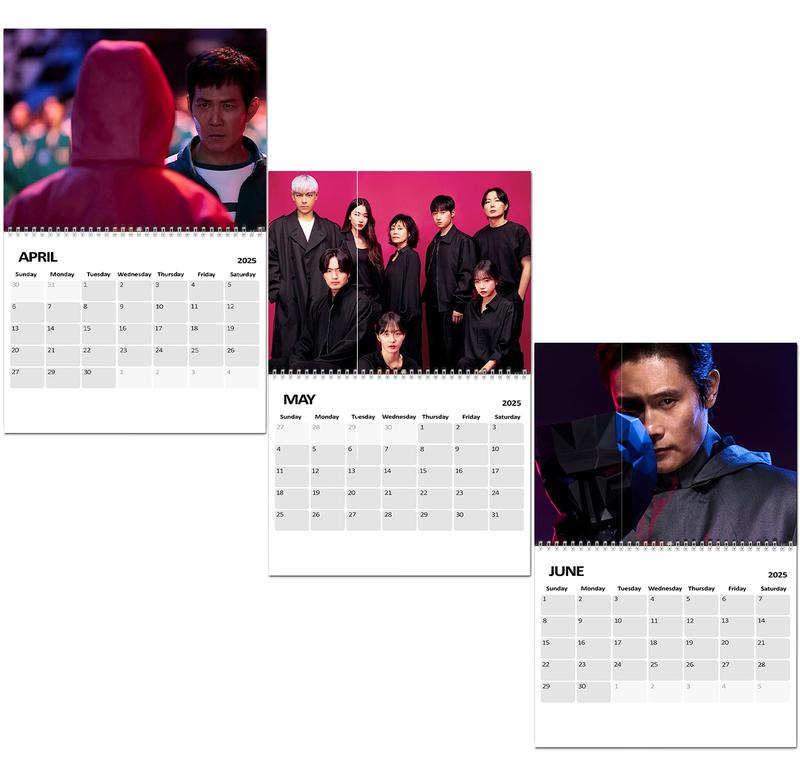 APRIL 2025
Sunday Monday Tuesday Wednesday Thursday Friday Saturday
30 31 1 2 3 4 5
6 7 8 9 10 11 12
13 14 15 16 17 18 19
20 21 22 23 24 25 26
27 28 29 30 1 2 3 4
MAY 2025
Sunday Monday Tuesday Wednesday Thursday Friday Saturday
27 28 29 30 1 2 3
4 5 6 7 8 9 10
11 12 13 14 15 16 17
18 19 20 21 22 23 24
25 26 27 28 29 30 31
JUNE 2025
Sunday Monday Tuesday Wednesday Thursday Friday Saturday
1 2 3 4 5 6 7
8 9 10 11 12 13 14
15 16 17 18 19 20 21
22 23 24 25 26 27 28
29 30 1 2 3 4 5